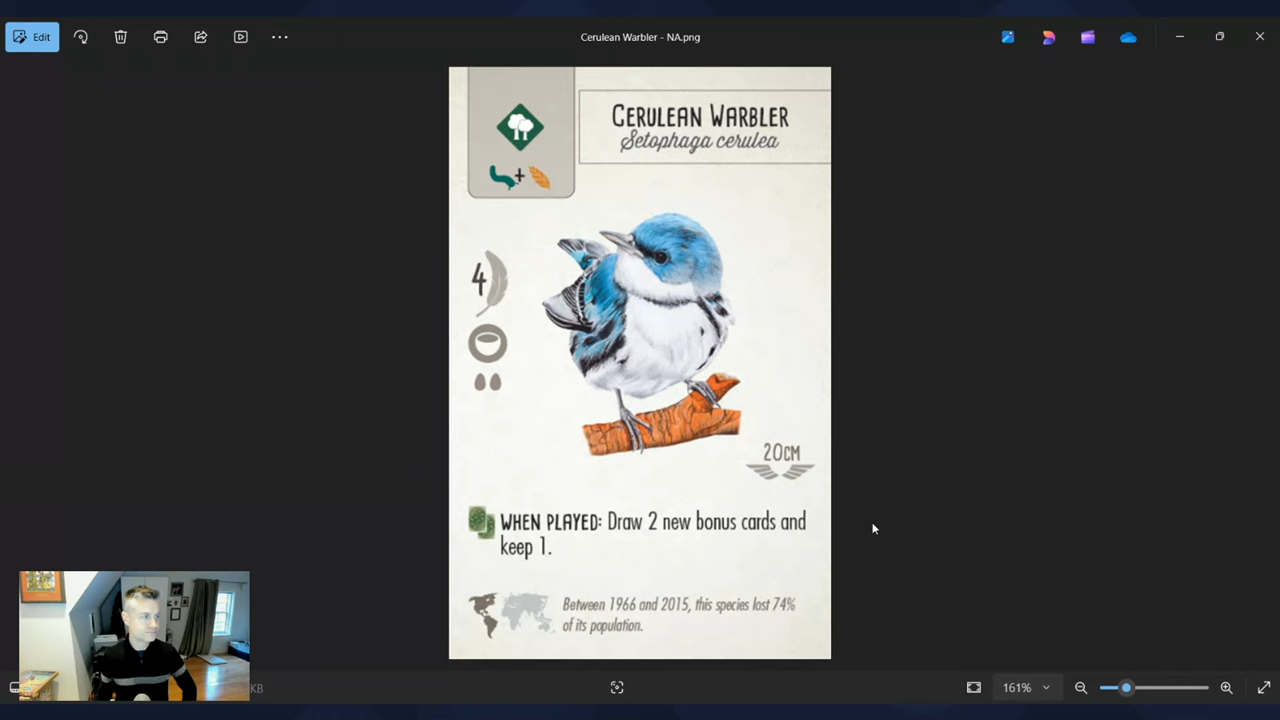 Edit
Cerulean Warbler - NA.png
CERULEAN WARBLER
Setophaga cerulea
+
4
20CM
WHEN PLAYED: Draw 2 new bonus cards and
keep 1.
Between 1966 and 2015, this species lost 74%
of its population.
KB
161%